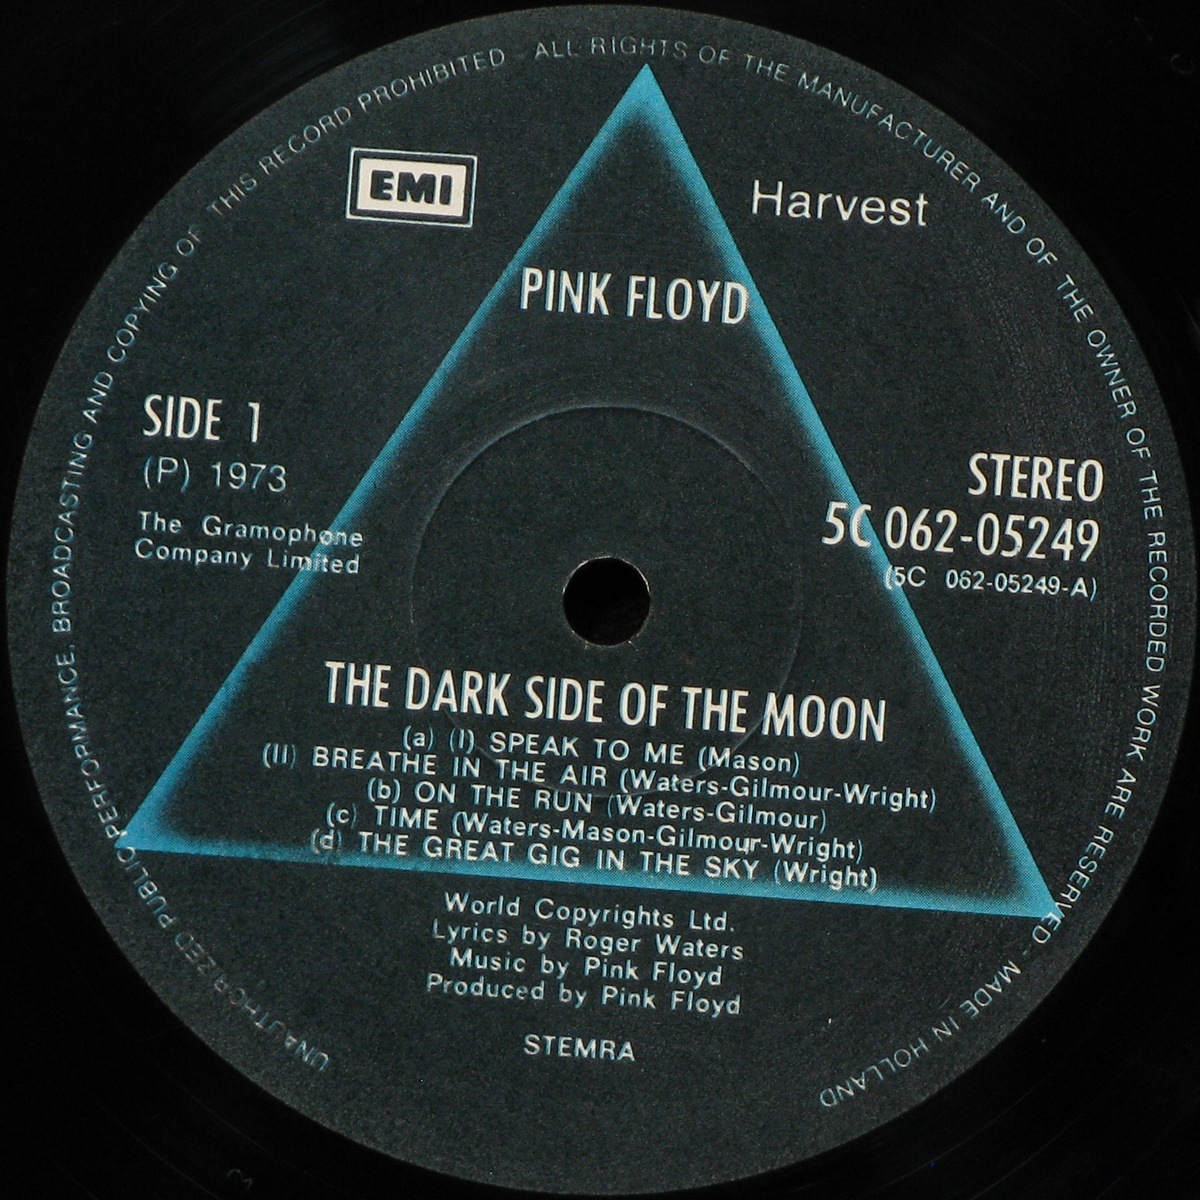 UNAUTHORIZED PUBLIC PERFORMANCE, BROADCASTING AND COPYING OF THIS RECORD PROHIBITED - ALL RIGHTS OF THE MANUFACTURER AND OF THE OWNER OF THE RECORDED WORK ARE RESERVED - MADE IN HOLLAND
EMI
Harvest
PINK FLOYD
SIDE 1
(P) 1973
The Gramophone
Company Limited
STEREO
5C 062-05249
(5C 062-05249-A)
THE DARK SIDE OF THE MOON
(a) (I) SPEAK TO ME (Mason)
(II) BREATHE IN THE AIR (Waters-Gilmour-Wright)
(b) ON THE RUN (Waters-Gilmour)
(c) TIME (Waters-Mason-Gilmour-Wright)
(d) THE GREAT GIG IN THE SKY (Wright)
World Copyrights Ltd.
Lyrics by Roger Waters
Music by Pink Floyd
Produced by Pink Floyd
STEMRA